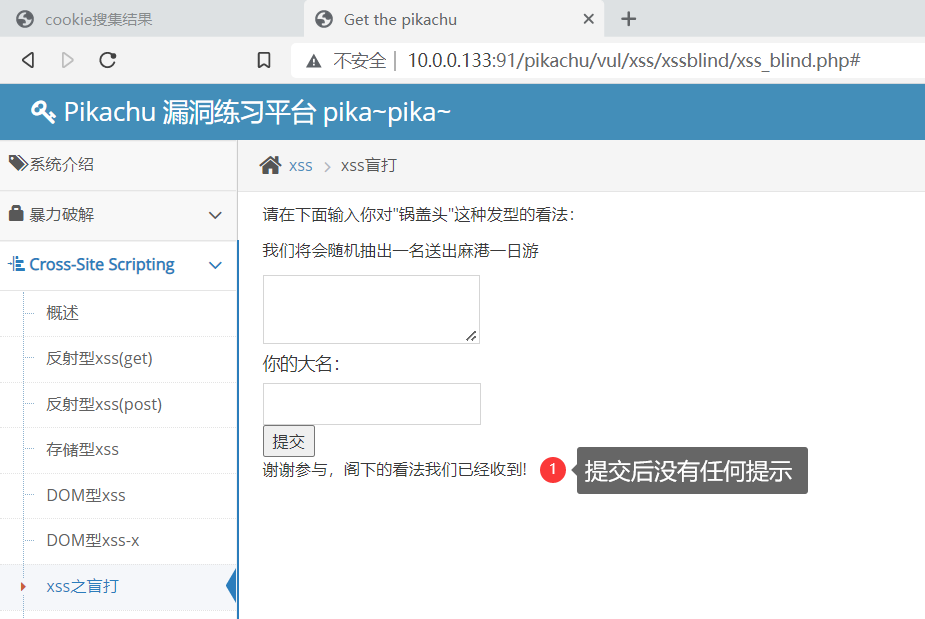 cookie搜集结果
Get the pikachu
不安全 10.0.0.133:91/pikachu/vul/xss/xssblind/xss_blind.php#
Pikachu 漏洞练习平台 pika~pika~
系统介绍
xss xss盲打
暴力破解
请在下面输入你对"锅盖头"这种发型的看法：
我们将会随机抽出一名送出麻港一日游
Cross-Site Scripting
概述
反射型xss(get)
你的大名：
反射型xss(post)
提交
存储型xss
谢谢参与，阁下的看法我们已经收到!
1 提交后没有任何提示
DOM型xss
DOM型xss-x
xss之盲打